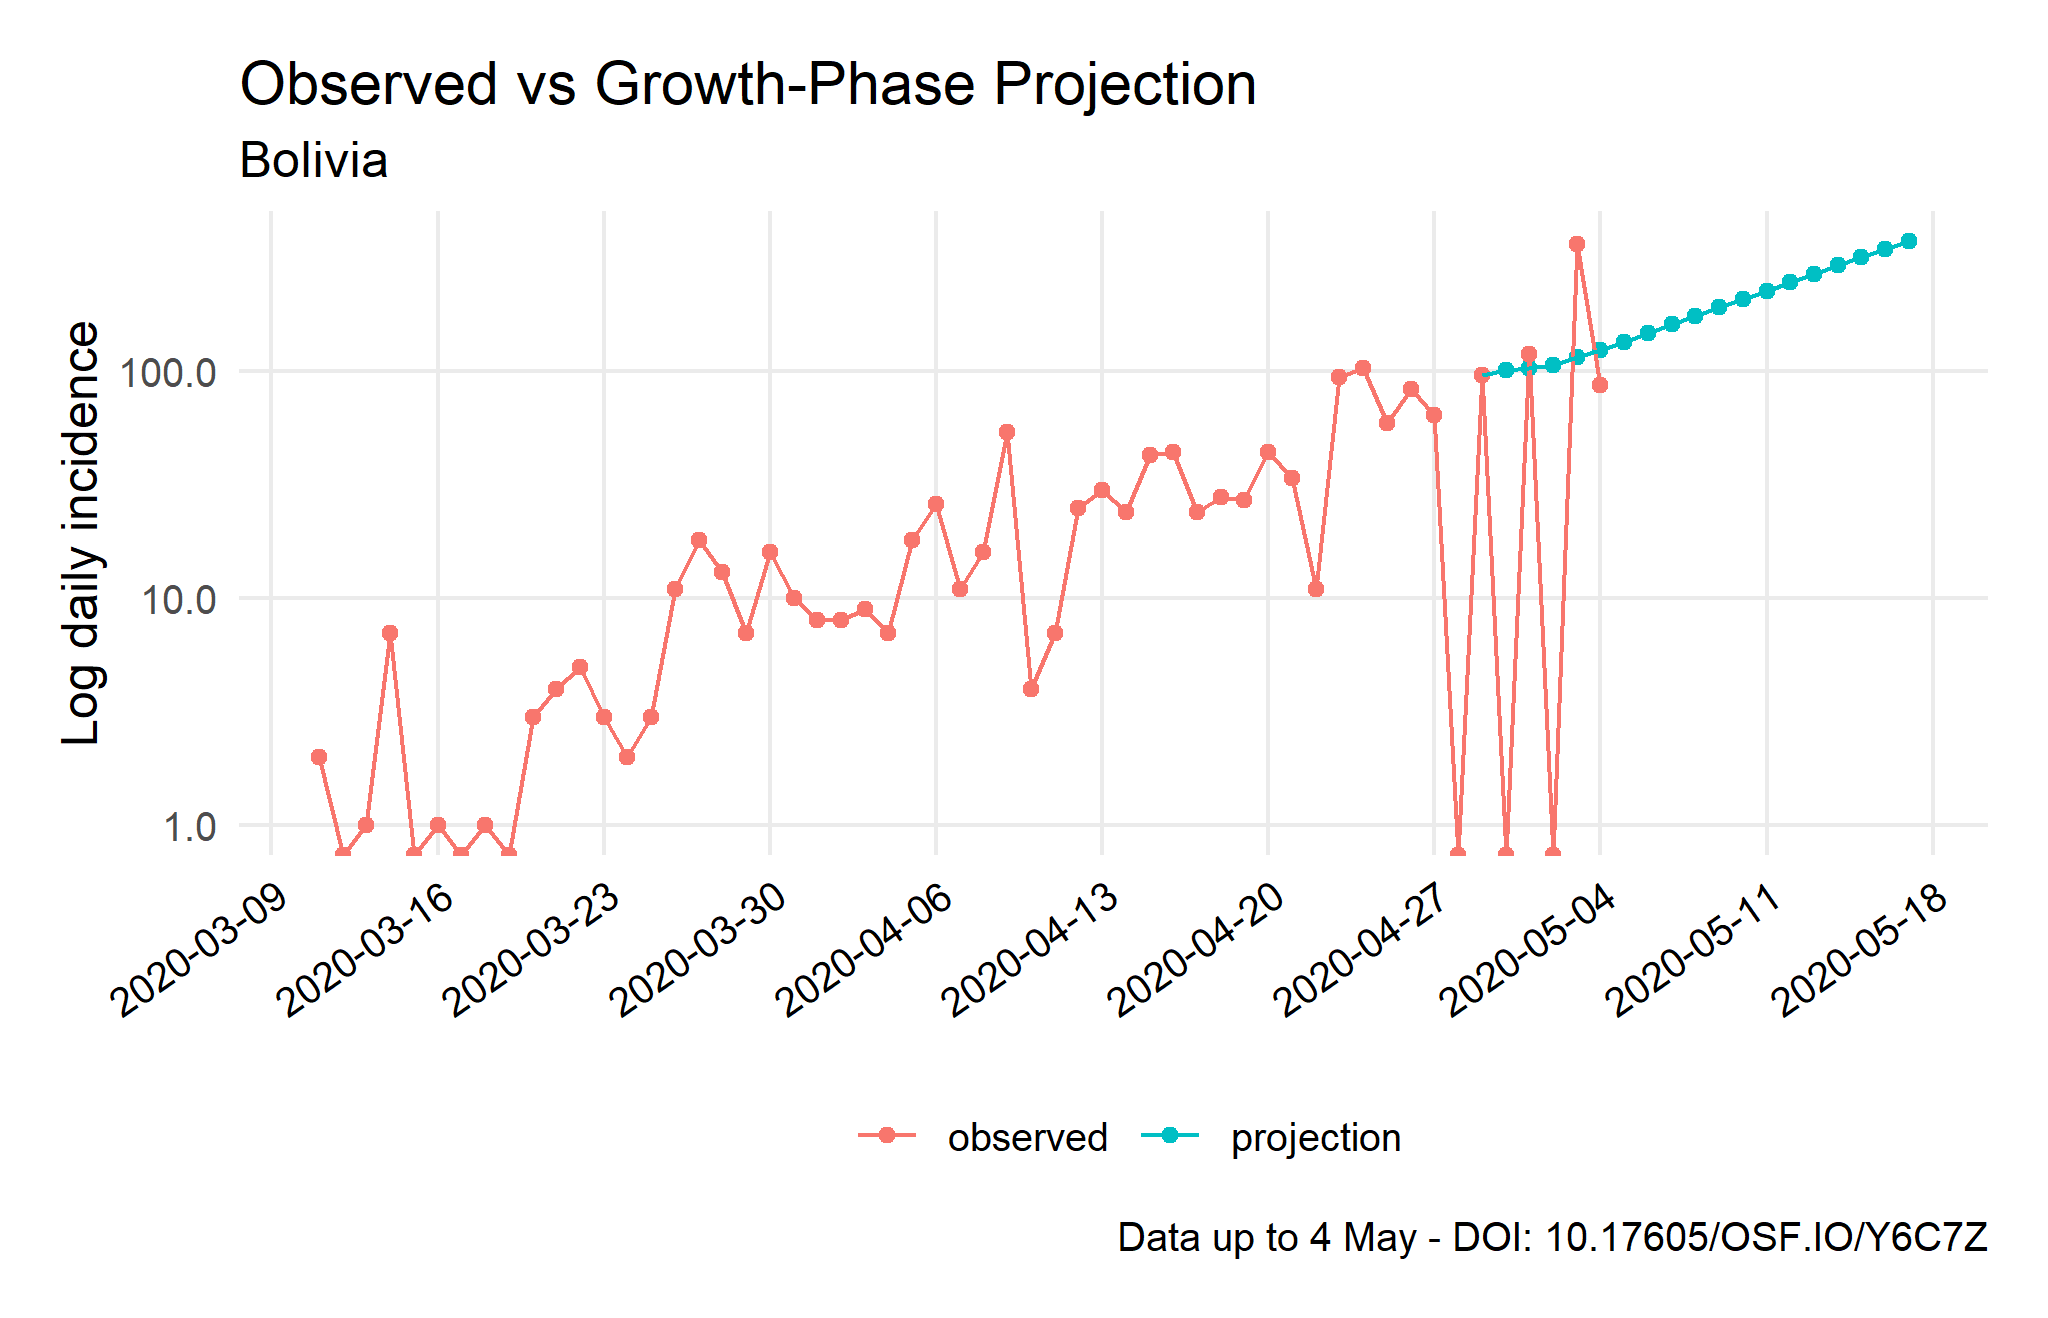 Observed vs Growth-Phase Projection
Bolivia
Log daily incidence
100.0
10.0
1.0
2020-03-09
2020-03-16
2020-03-23
2020-03-30
2020-04-06
2020-04-13
2020-04-20
2020-04-27
2020-05-04
2020-05-11
2020-05-18
observed
projection
Data up to 4 May - DOI: 10.17605/OSF.IO/Y6C7Z